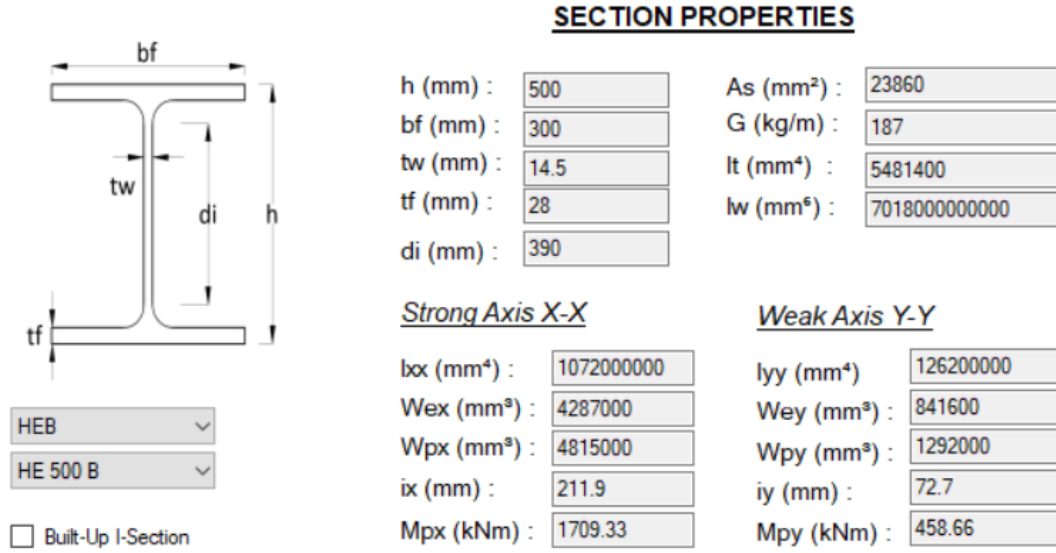 SECTION PROPERTIES
bf
tw
di
h
tf
HEB
HE 500 B
Built-Up I-Section
h (mm) : 500
bf (mm) : 300
tw (mm) : 14.5
tf (mm) : 28
di (mm) : 390
As (mm²) : 23860
G (kg/m) : 187
It (mm⁴) : 5481400
Iw (mm⁶) : 7018000000000
Strong Axis X-X
Ixx (mm⁴) : 1072000000
Wex (mm³) : 4287000
Wpx (mm³) : 4815000
ix (mm) : 211.9
Mpx (kNm) : 1709.33
Weak Axis Y-Y
Iyy (mm⁴) 126200000
Wey (mm³) : 841600
Wpy (mm³) : 1292000
iy (mm) : 72.7
Mpy (kNm) : 458.66